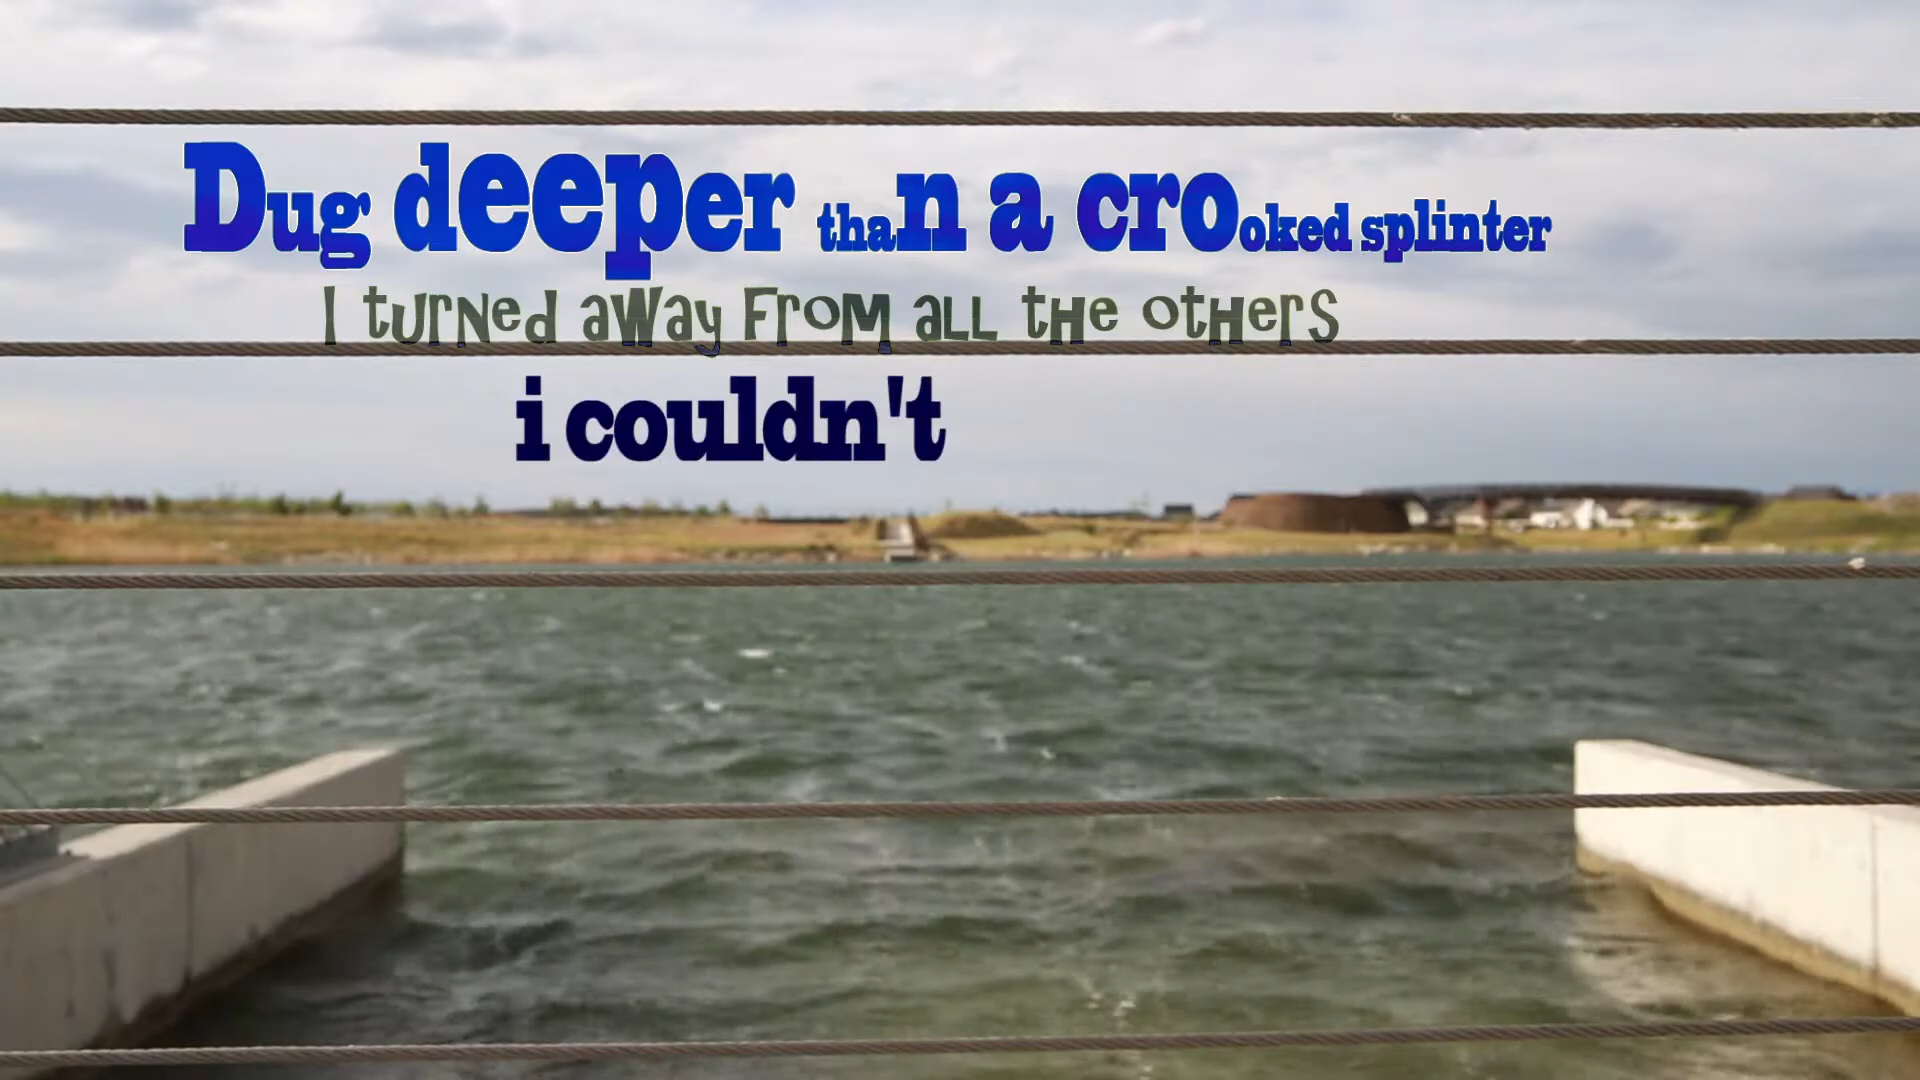 Dug deeper than a crooked splinter
I turned away from all the others
i couldn't